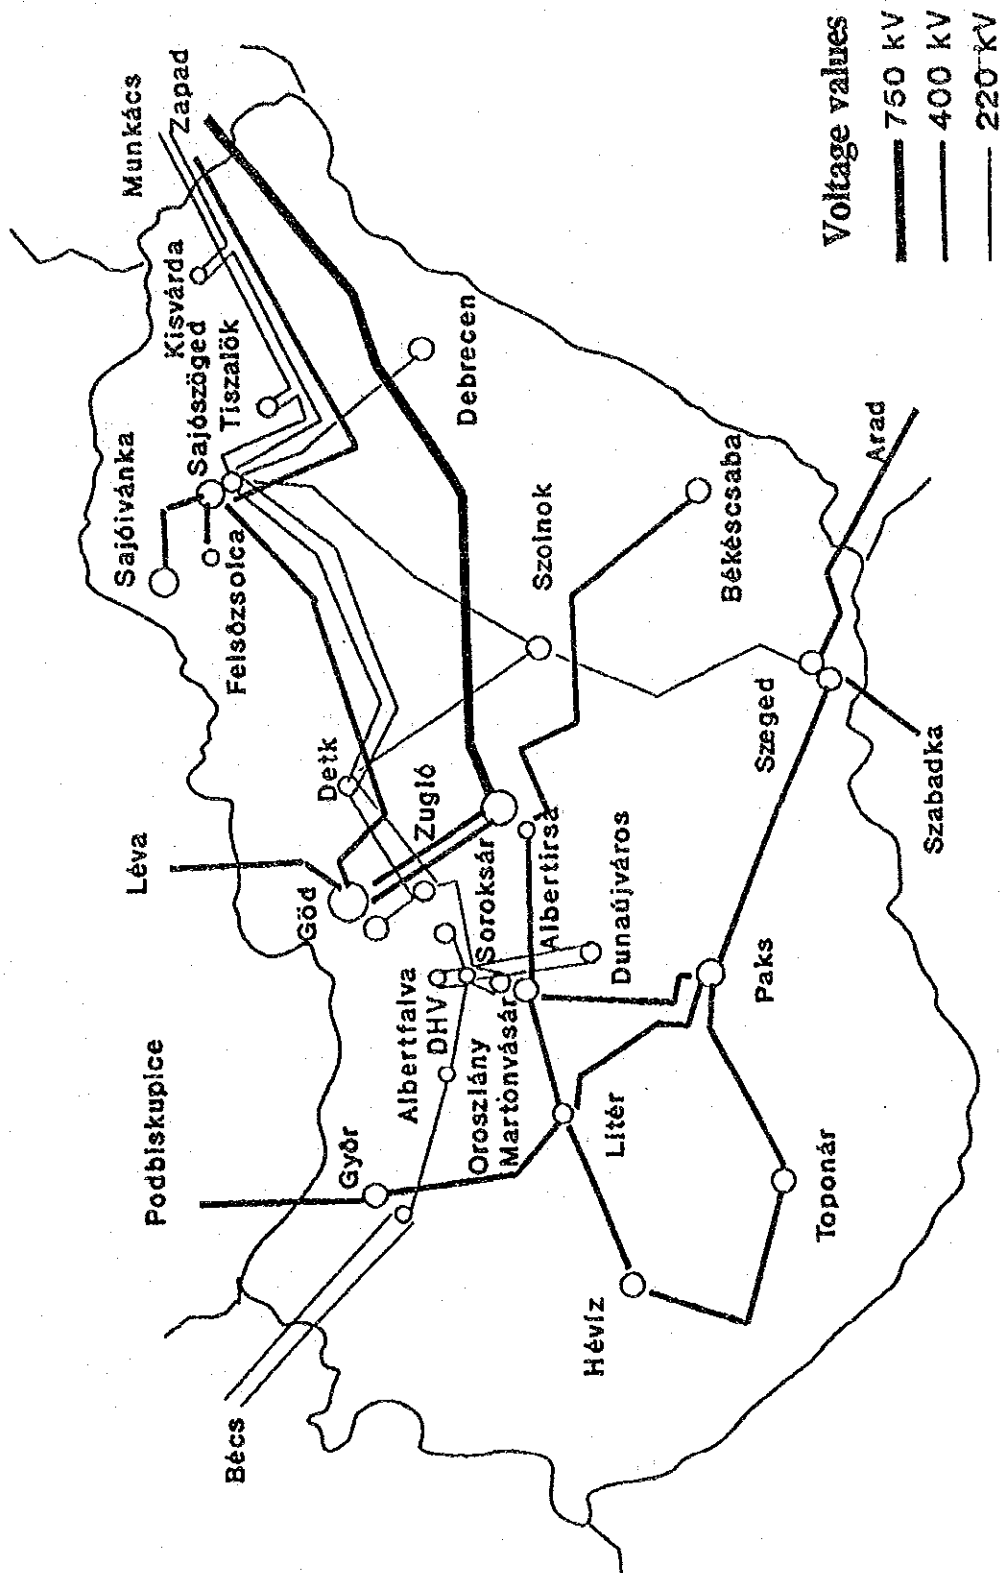 Munkács
Zapad
Kisvárda
Sajószöged
Tiszalök
Sajóivánka
Felsőzsolca
Debrecen
Detk
Zugló
Léva
Göd
Soroksár
Albertirsa
Szolnok
Békéscsaba
Arad
Szeged
Szabadka
Dunaújváros
Paks
Podbiskuplce
Győr
Albertfalva
DHV
Oroszlány
Martonvásár
Litér
Toponár
Hévíz
Bécs
Voltage values
750 kV
400 kV
220 kV